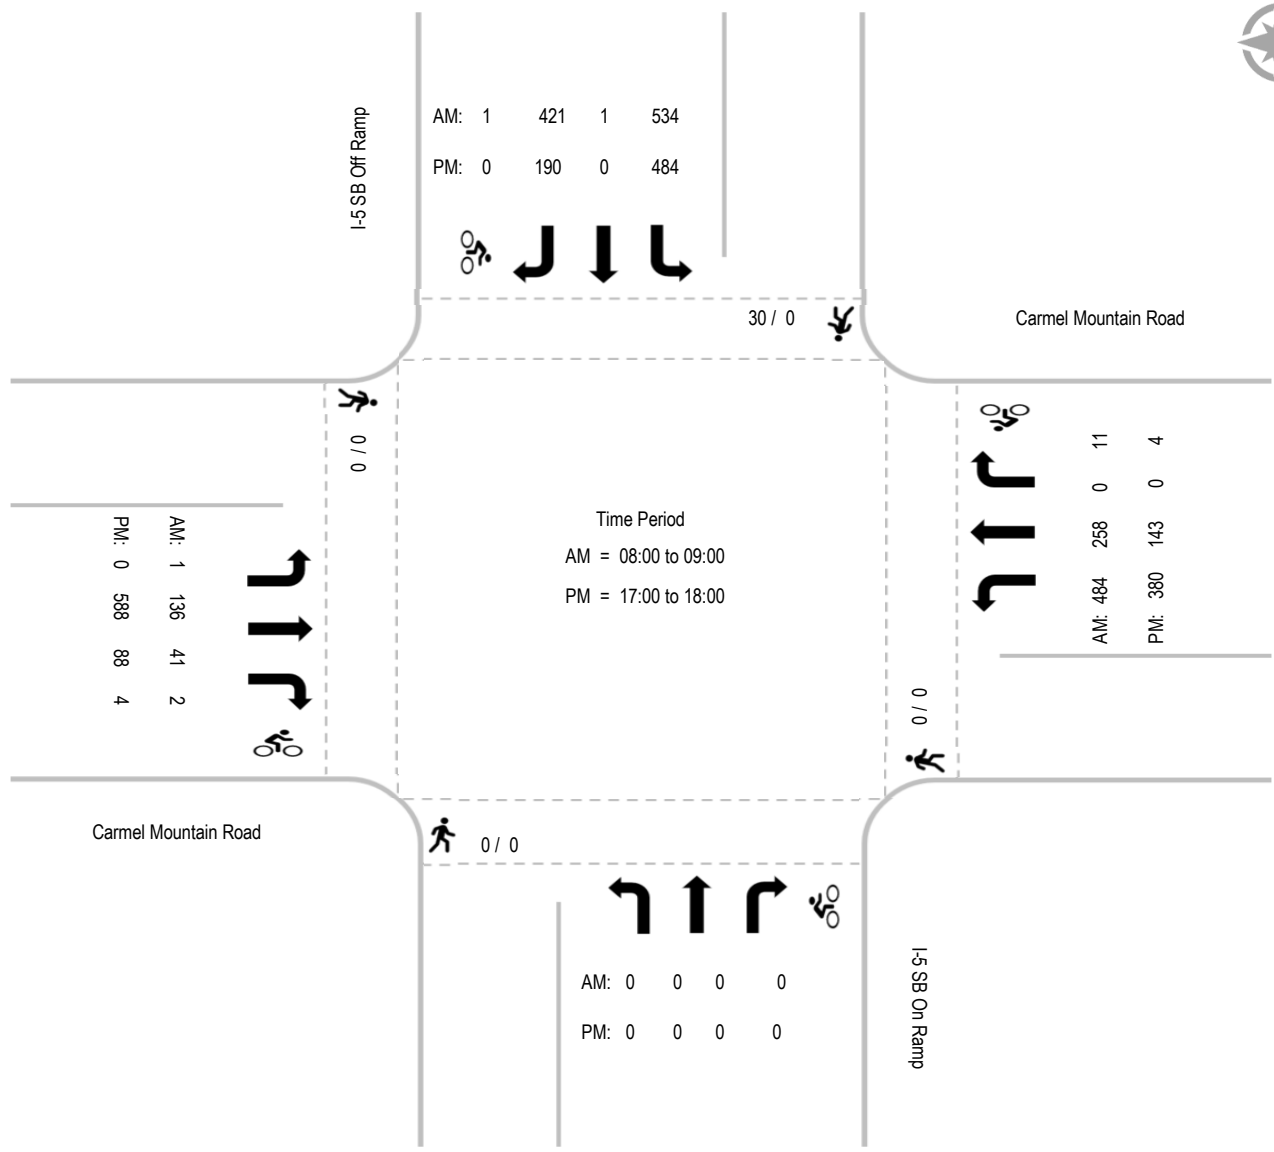 I-5 SB Off Ramp
AM: 1 421 1 534
PM: 0 190 0 484
30 / 0
Carmel Mountain Road
0 / 0
AM: 484 258 0 11
PM: 380 143 0 4
Time Period
AM = 08:00 to 09:00
PM = 17:00 to 18:00
AM: 1 136 41 2
PM: 0 588 88 4
0 / 0
Carmel Mountain Road
0 / 0
AM: 0 0 0 0
PM: 0 0 0 0
I-5 SB On Ramp